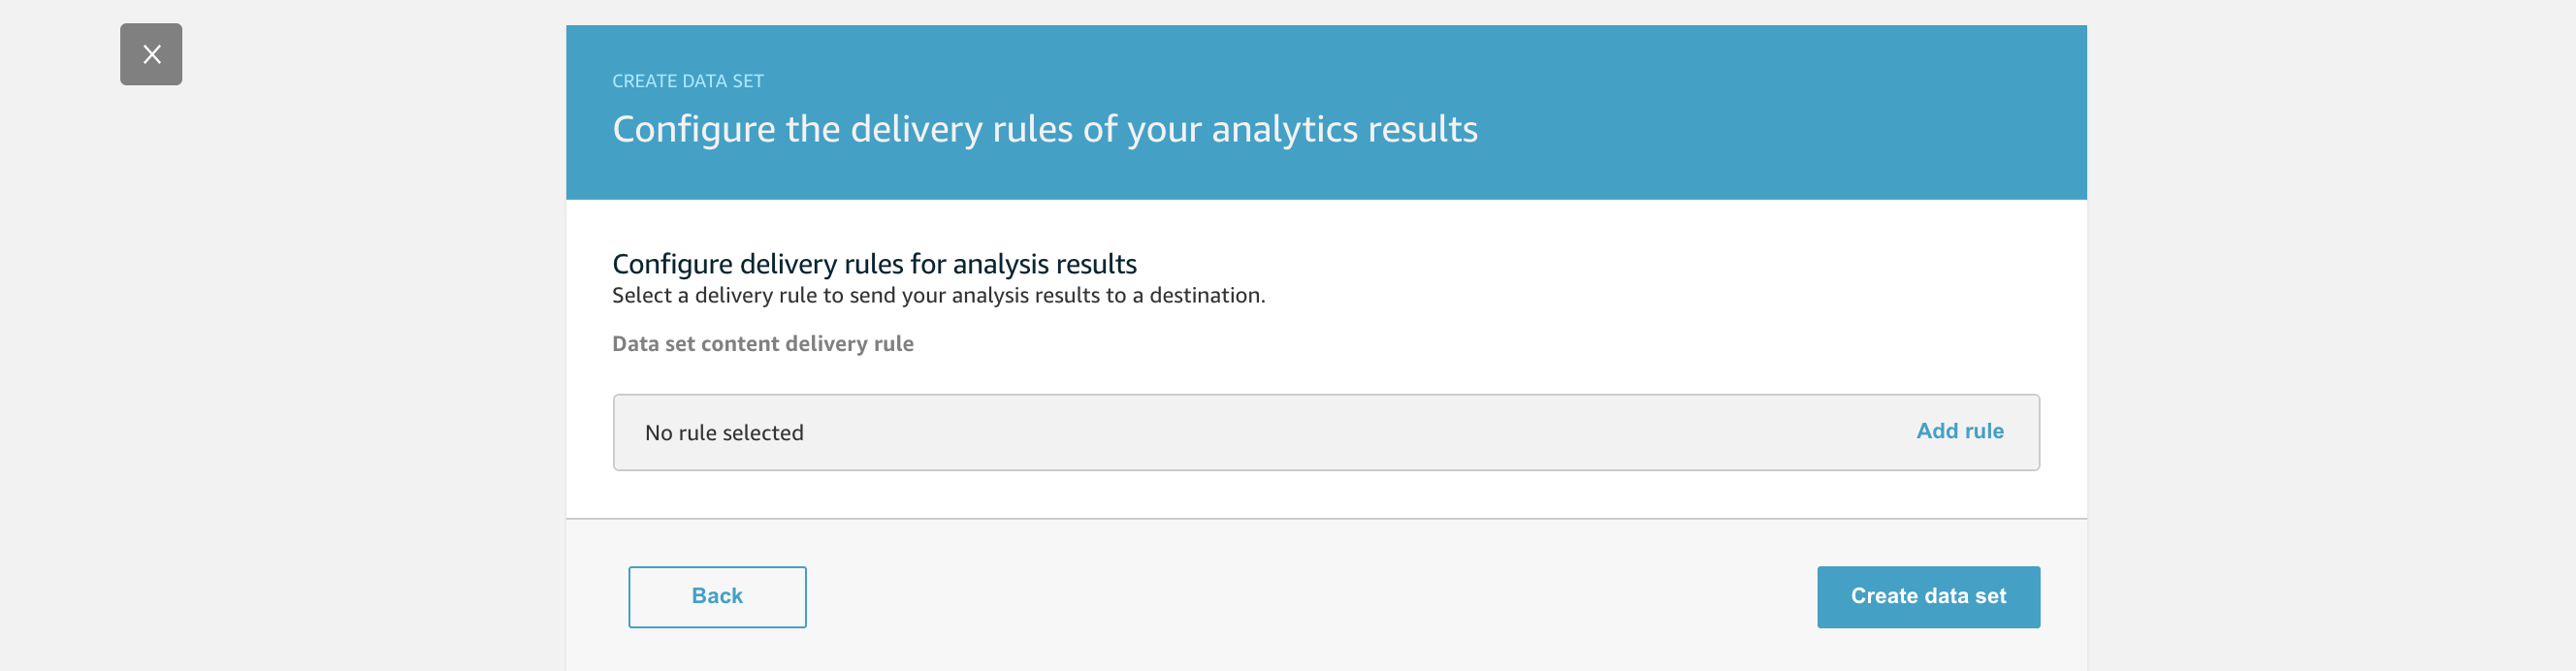 CREATE DATA SET
Configure the delivery rules of your analytics results
Configure delivery rules for analysis results
Select a delivery rule to send your analysis results to a destination.
Data set content delivery rule
No rule selected
Add rule
Back
Create data set